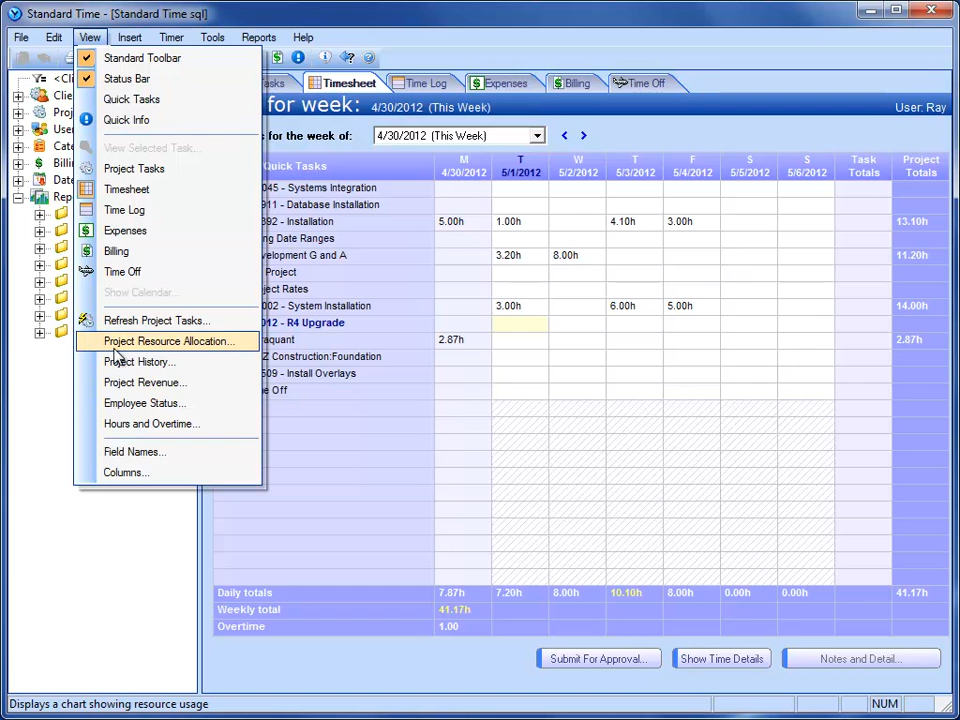 Standard Time - [Standard Time sql]
File Edit View Insert Timer Tools Reports Help
Standard Toolbar
Status Bar
Quick Tasks
Quick Info
View Selected Task...
Project Tasks
Timesheet
Time Log
Expenses
Billing
Time Off
Show Calendar...
Refresh Project Tasks...
Project Resource Allocation...
Project History...
Project Revenue...
Employee Status...
Hours and Overtime...
Field Names...
Columns...
<Cli
Clie
Proj
User
Cate
Billi
Date
Rep
asks Timesheet Time Log Expenses Billing Time Off
for week: 4/30/2012 (This Week) User: Ray
s for the week of: 4/30/2012 (This Week) < >
Quick Tasks M 4/30/2012 T 5/1/2012 W 5/2/2012 T 5/3/2012 F 5/4/2012 S 5/5/2012 S 5/6/2012 Task Totals Project Totals
045 - Systems Integration
911 - Database Installation
392 - Installation 5.00h 1.00h 4.10h 3.00h 13.10h
ng Date Ranges
velopment G and A 3.20h 8.00h 11.20h
Project
ject Rates
002 - System Installation 3.00h 6.00h 5.00h 14.00h
012 - R4 Upgrade
raquant 2.87h 2.87h
Z Construction:Foundation
509 - Install Overlays
e Off
Daily totals 7.87h 7.20h 8.00h 10.10h 8.00h 0.00h 0.00h 41.17h
Weekly total 41.17h
Overtime 1.00
Submit For Approval... Show Time Details Notes and Detail...
Displays a chart showing resource usage NUM